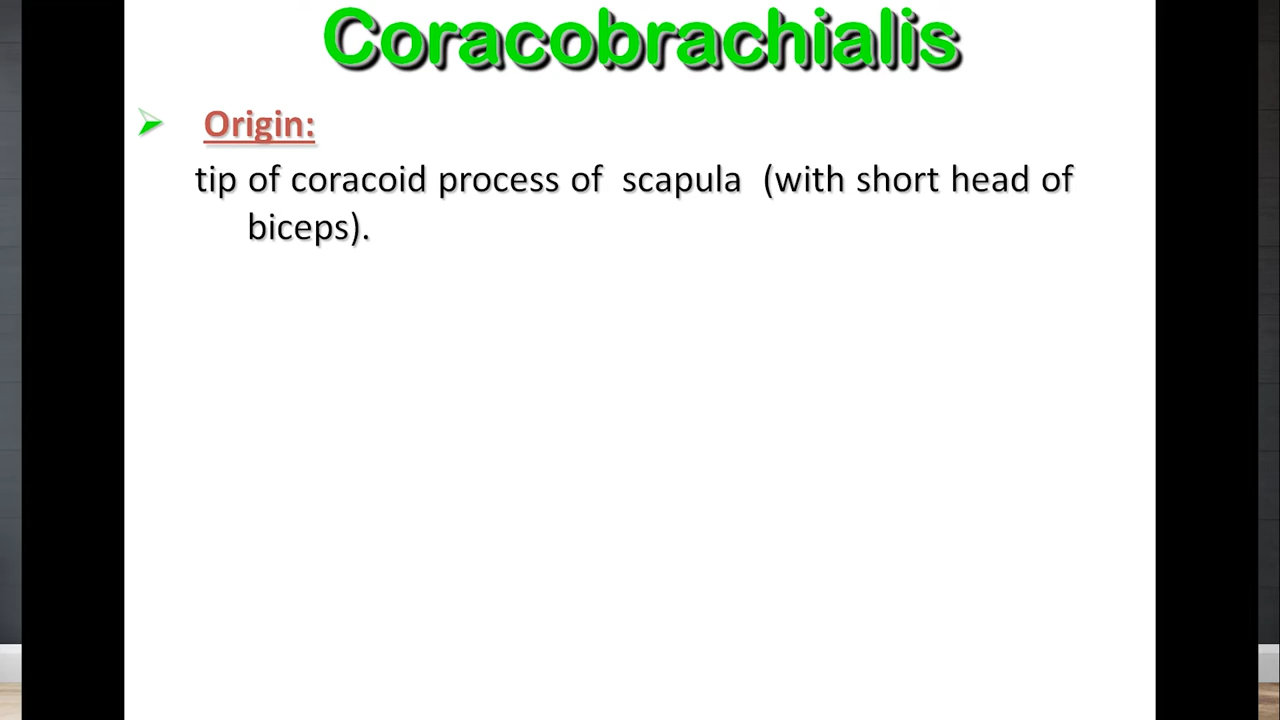 Coracobrachialis
Origin:
tip of coracoid process of scapula (with short head of
biceps).